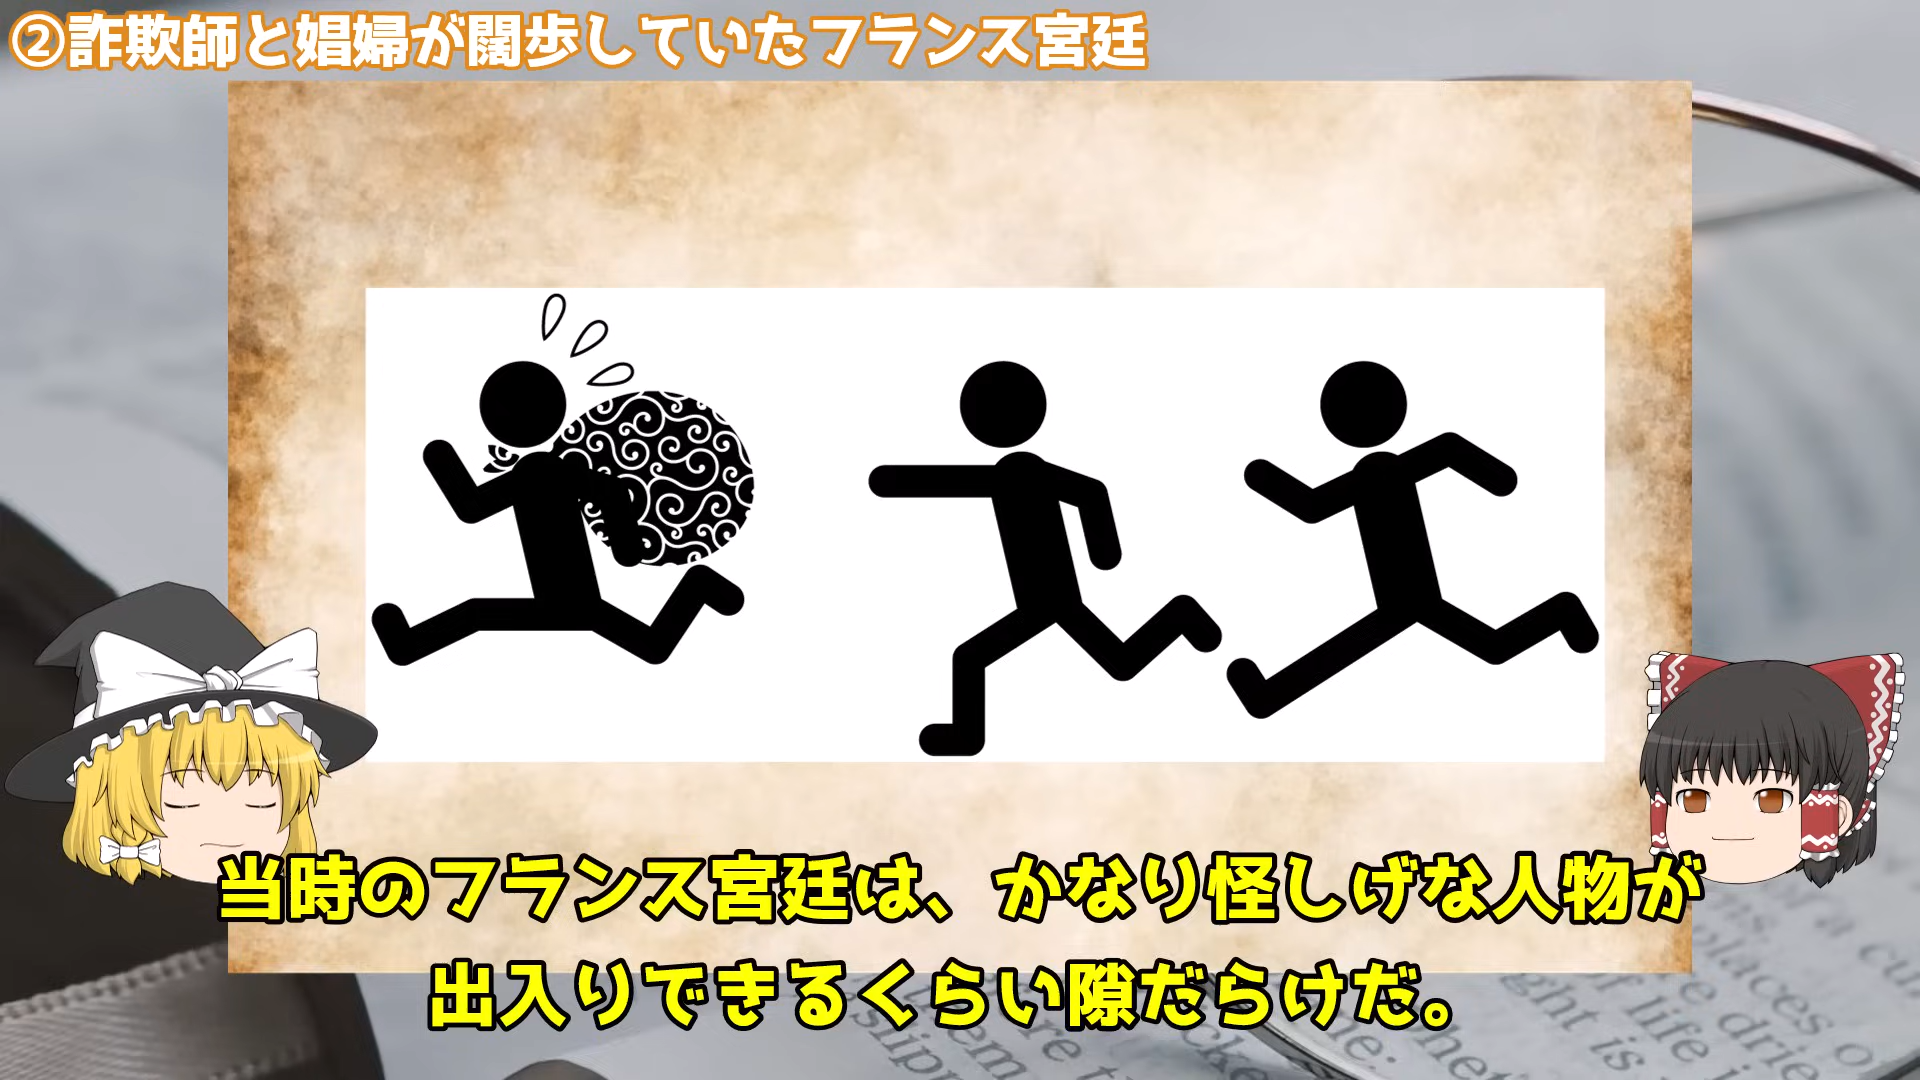 ②詐欺師と娼婦が闊歩していたフランス宮廷
当時のフランス宮廷は、かなり怪しげな人物が
出入りできるくらい隙だらけだ。